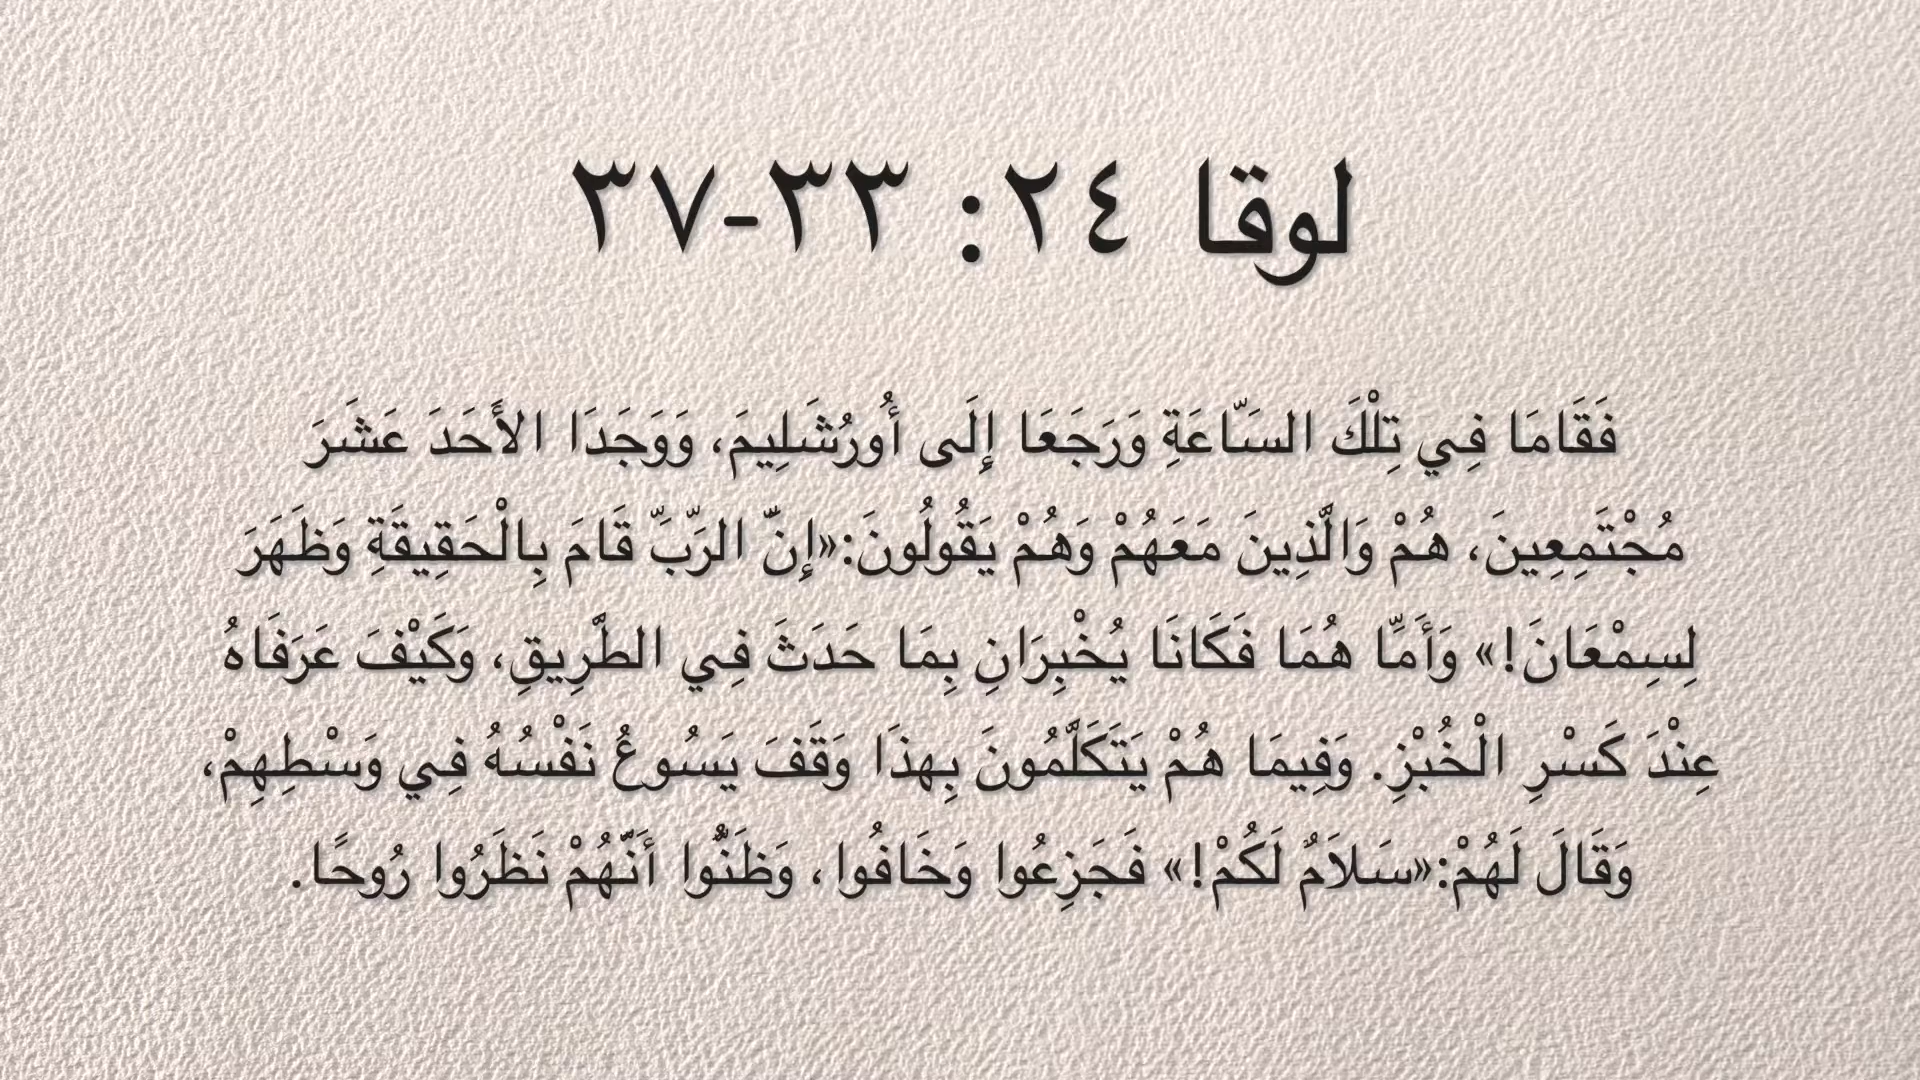 لوقا ٢٤: ٣٣-٣٧
فَقَامَا فِي تِلْكَ السَّاعَةِ وَرَجَعَا إِلَى أُورُشَلِيمَ، وَوَجَدَا الأَحَدَ عَشَرَ
مُجْتَمِعِينَ، هُمْ وَالَّذِينَ مَعَهُمْ وَهُمْ يَقُولُونَ:«إِنَّ الرَّبَّ قَامَ بِالْحَقِيقَةِ وَظَهَرَ
لِسِمْعَانَ!» وَأَمَّا هُمَا فَكَانَا يُخْبِرَانِ بِمَا حَدَثَ فِي الطَّرِيقِ، وَكَيْفَ عَرَفَاهُ
عِنْدَ كَسْرِ الْخُبْزِ. وَفِيمَا هُمْ يَتَكَلَّمُونَ بِهذَا وَقَفَ يَسُوعُ نَفْسُهُ فِي وَسْطِهِمْ،
وَقَالَ لَهُمْ:«سَلاَمٌ لَكُمْ!» فَجَزِعُوا وَخَافُوا، وَظَنُّوا أَنَّهُمْ نَظَرُوا رُوحًا.